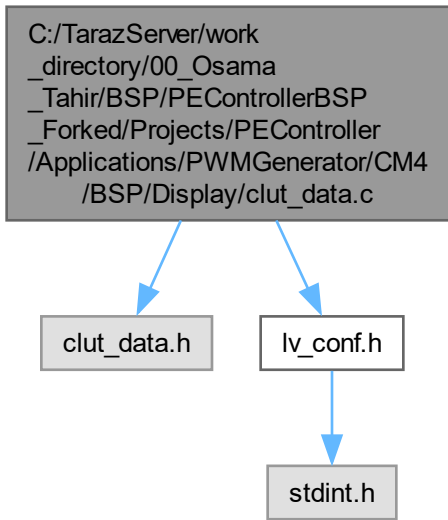 C:/TarazServer/work
_directory/00_Osama
_Tahir/BSP/PEControllerBSP
_Forked/Projects/PEController
/Applications/PWMGenerator/CM4
/BSP/Display/clut_data.c
clut_data.h
lv_conf.h
stdint.h